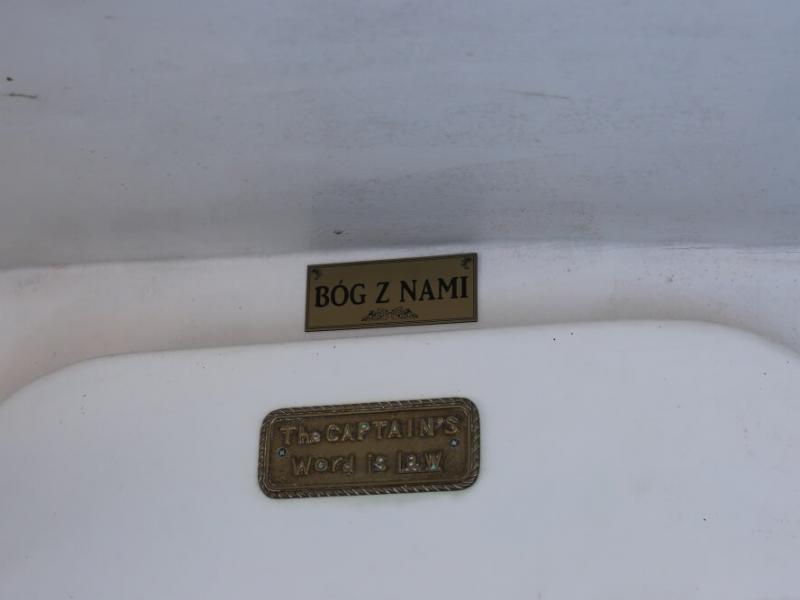 BÓG Z NAMI
The CAPTAIN'S
Word is LAW